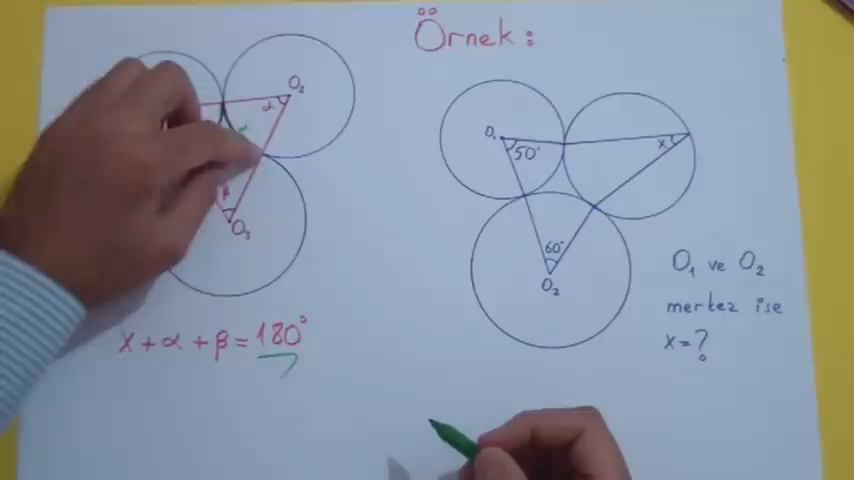 Örnek:
O₂
α
β
O₃
x + α + β = 180°
O₁
50°
x
60°
O₂
O₁ ve O₂
merkez ise
x = ?